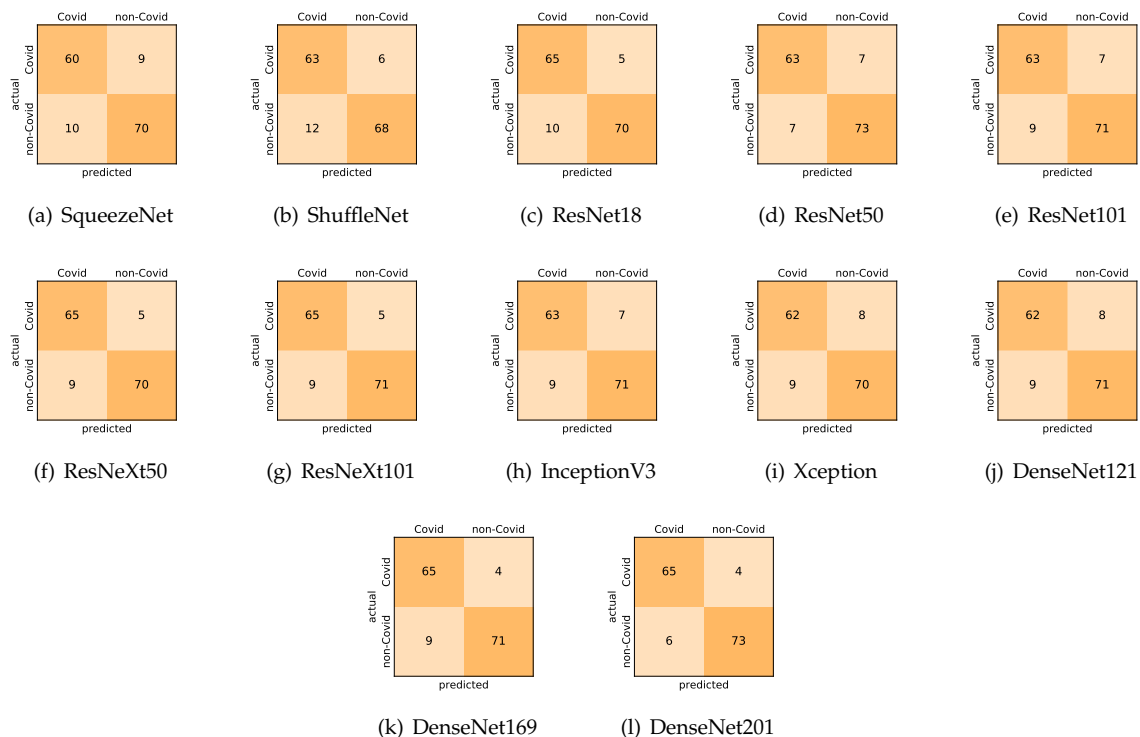 Covid non-Covid Covid non-Covid Covid non-Covid Covid non-Covid Covid non-Covid
actual Covid 60 9 actual Covid 63 6 actual Covid 65 5 actual Covid 63 7 actual Covid 63 7
non-Covid 10 70 non-Covid 12 68 non-Covid 10 70 non-Covid 7 73 non-Covid 9 71
predicted predicted predicted predicted predicted
(a) SqueezeNet (b) ShuffleNet (c) ResNet18 (d) ResNet50 (e) ResNet101
Covid non-Covid Covid non-Covid Covid non-Covid Covid non-Covid Covid non-Covid
actual Covid 65 5 actual Covid 65 5 actual Covid 63 7 actual Covid 62 8 actual Covid 62 8
non-Covid 9 70 non-Covid 9 71 non-Covid 9 71 non-Covid 9 70 non-Covid 9 71
predicted predicted predicted predicted predicted
(f) ResNeXt50 (g) ResNeXt101 (h) InceptionV3 (i) Xception (j) DenseNet121
Covid non-Covid Covid non-Covid
actual Covid 65 4 actual Covid 65 4
non-Covid 9 71 non-Covid 6 73
predicted predicted
(k) DenseNet169 (l) DenseNet201